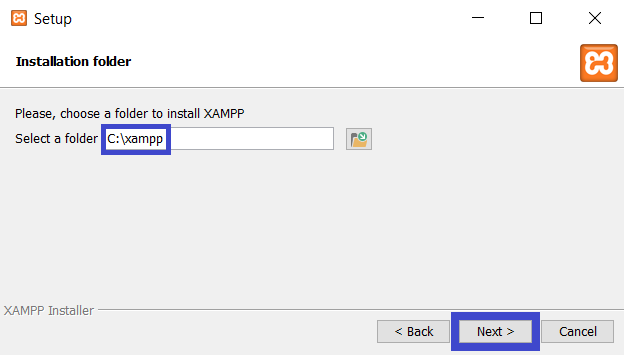 Setup
Installation folder
Please, choose a folder to install XAMPP
Select a folder C:\xampp
XAMPP Installer
< Back Next > Cancel